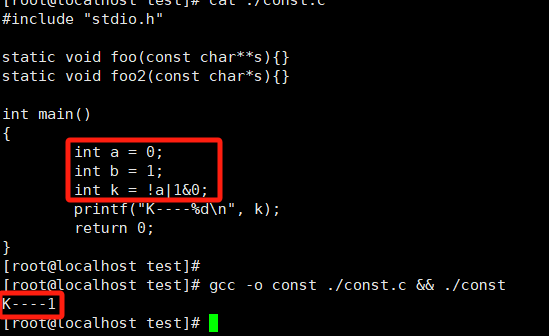 [root@localhost test]# cat ./const.c
#include "stdio.h"
static void foo(const char**s){}
static void foo2(const char*s){}
int main()
{
int a = 0;
int b = 1;
int k = !a|1&0;
printf("K----%d\n", k);
return 0;
}
[root@localhost test]#
[root@localhost test]# gcc -o const ./const.c && ./const
K----1
[root@localhost test]#